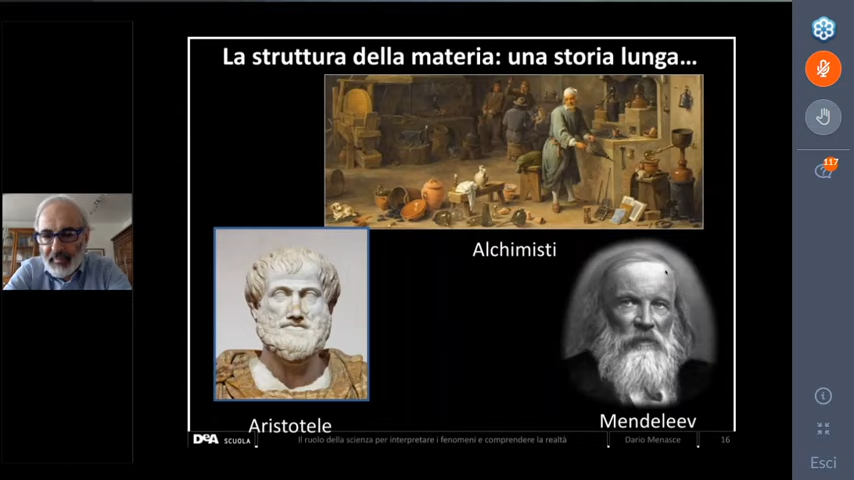 La struttura della materia: una storia lunga...
Alchimisti
Aristotele
Mendeleev
DeA SCUOLA
Il ruolo della scienza per interpretare i fenomeni e comprendere la realtà
Dario Menasce
16
117
Esci